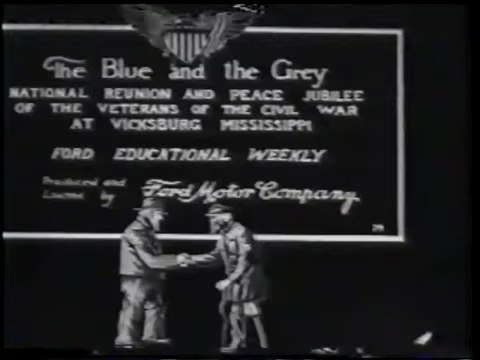 The Blue and the Grey
NATIONAL REUNION AND PEACE JUBILEE
OF THE VETERANS OF THE CIVIL WAR
AT VICKSBURG MISSISSIPPI
FORD EDUCATIONAL WEEKLY
Produced and
by Ford Motor Company